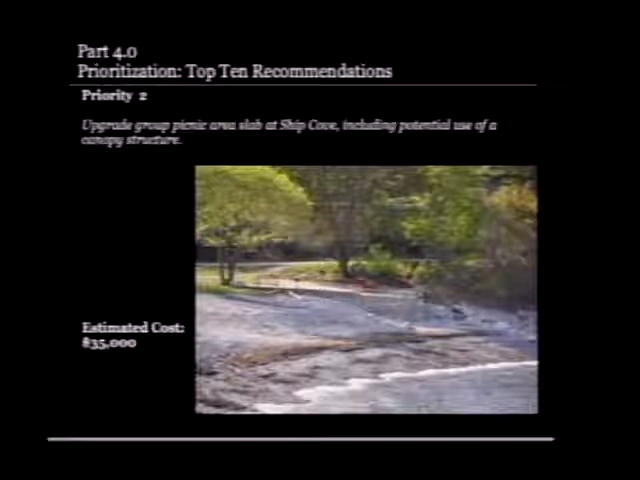 Part 4.0
Prioritization: Top Ten Recommendations
Priority 2
Upgrade group picnic area slab at Ship Cove, including potential use of a
canopy structure.
Estimated Cost:
$35,000